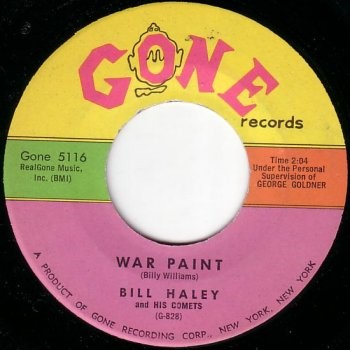 GONE
records
Gone 5116
RealGone Music,
Inc. (BMI)
Time 2:04
Under the Personal
Supervision of
GEORGE GOLDNER
WAR PAINT
(Billy Williams)
BILL HALEY
and HIS COMETS
(G-828)
A PRODUCT OF GONE RECORDING CORP., NEW YORK, NEW YORK